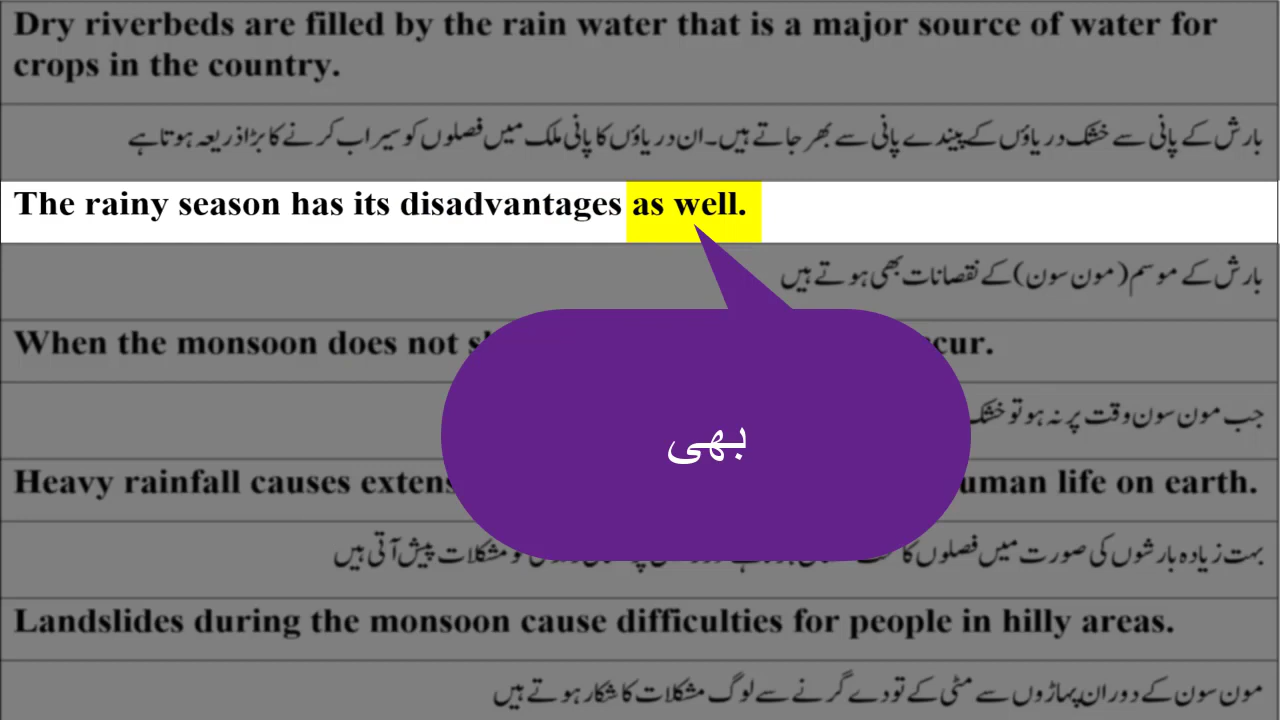 Dry riverbeds are filled by the rain water that is a major source of water for
crops in the country.
بارش کے پانی سے خشک دریاؤں کے پیندے پانی سے بھر جاتے ہیں۔ ان دریاؤں کا پانی ملک میں فصلوں کو سیراب کرنے کا بڑا ذریعہ ہوتا ہے
The rainy season has its disadvantages as well.
بارش کے موسم (مون سون) کے نقصانات بھی ہوتے ہیں
When the monsoon does not
بھی
جب مون سون وقت پر نہ ہو تو خشک
Heavy rainfall causes life on earth.
بہت زیادہ بارشوں کی صورت میں فصلوں کا مشکلات پیش آتی ہیں
Landslides during the monsoon cause difficulties for people in hilly areas.
مون سون کے دوران پہاڑوں سے مٹی کے تودے گرنے سے لوگ مشکلات کا شکار ہوتے ہیں